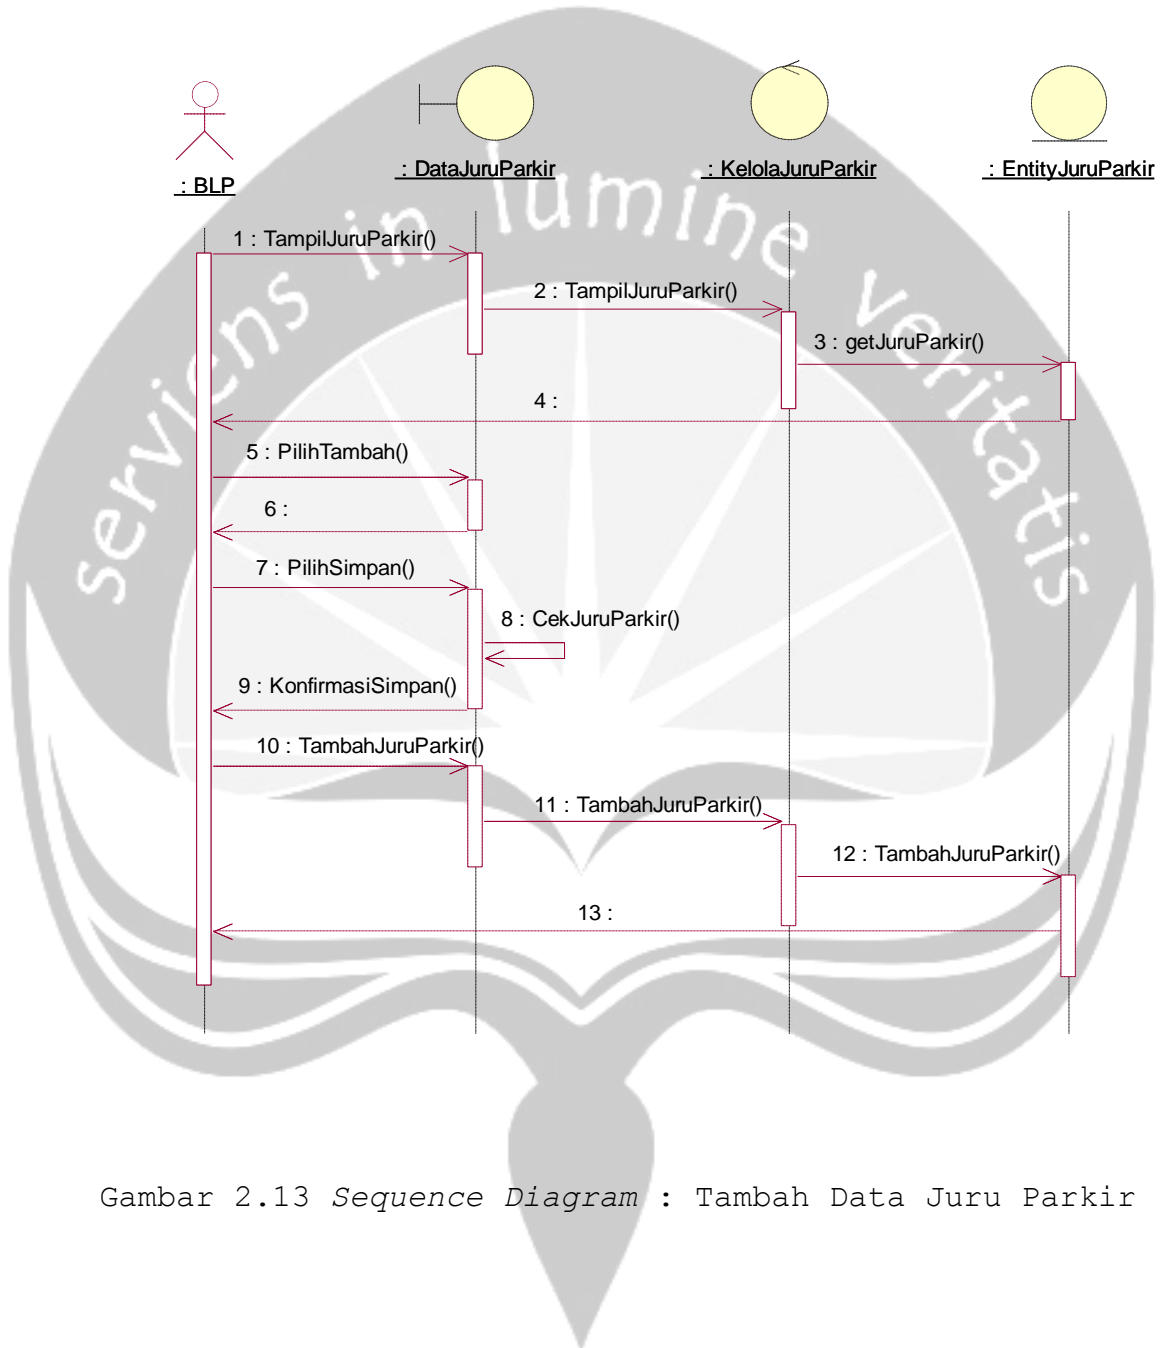 serviens in lumine veritatis
: BLP
: DataJuruParkir
: KelolaJuruParkir
: EntityJuruParkir
1 : TampilJuruParkir()
2 : TampilJuruParkir()
3 : getJuruParkir()
4 :
5 : PilihTambah()
6 :
7 : PilihSimpan()
8 : CekJuruParkir()
9 : KonfirmasiSimpan()
10 : TambahJuruParkir()
11 : TambahJuruParkir()
12 : TambahJuruParkir()
13 :
Gambar 2.13 Sequence Diagram : Tambah Data Juru Parkir